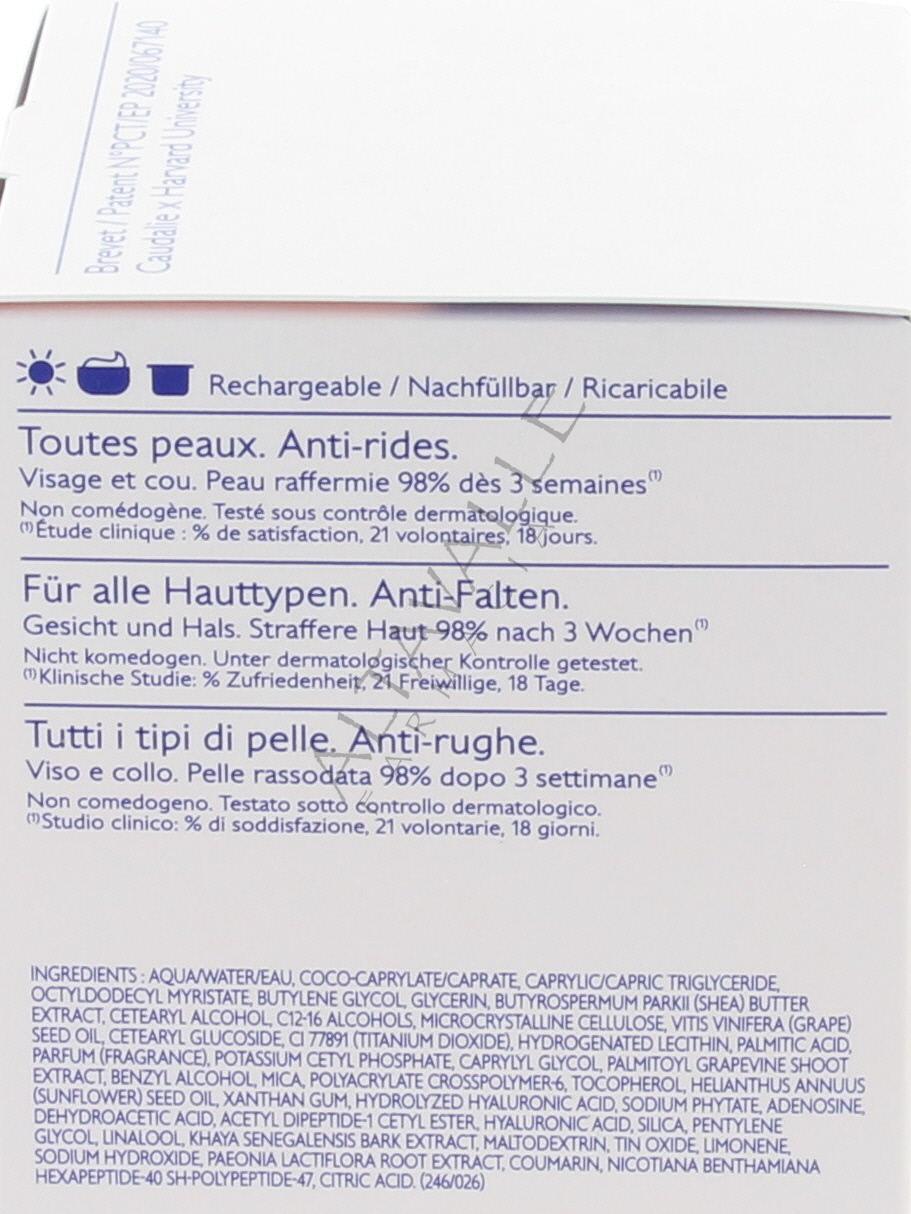 Brevet / Patent N°PCT/EP 2020/067140
Caudalie x Harvard University
Rechargeable / Nachfüllbar / Ricaricabile
Toutes peaux. Anti-rides.
Visage et cou. Peau raffermie 98% dès 3 semaines(1)
Non comédogène. Testé sous contrôle dermatologique.
(1)Étude clinique : % de satisfaction, 21 volontaires, 18 jours.
Für alle Hauttypen. Anti-Falten.
Gesicht und Hals. Straffere Haut 98% nach 3 Wochen(1)
Nicht komedogen. Unter dermatologischer Kontrolle getestet.
(1)Klinische Studie: % Zufriedenheit, 21 Freiwillige, 18 Tage.
Tutti i tipi di pelle. Anti-rughe.
Viso e collo. Pelle rassodata 98% dopo 3 settimane(1)
Non comedogeno. Testato sotto controllo dermatologico.
(1)Studio clinico: % di soddisfazione, 21 volontarie, 18 giorni.
ALTAVALLE
FARMACIA
INGREDIENTS : AQUA/WATER/EAU, COCO-CAPRYLATE/CAPRATE, CAPRYLIC/CAPRIC TRIGLYCERIDE,
OCTYLDODECYL MYRISTATE, BUTYLENE GLYCOL, GLYCERIN, BUTYROSPERMUM PARKII (SHEA) BUTTER
EXTRACT, CETEARYL ALCOHOL, C12-16 ALCOHOLS, MICROCRYSTALLINE CELLULOSE, VITIS VINIFERA (GRAPE)
SEED OIL, CETEARYL GLUCOSIDE, CI 77891 (TITANIUM DIOXIDE), HYDROGENATED LECITHIN, PALMITIC ACID,
PARFUM (FRAGRANCE), POTASSIUM CETYL PHOSPHATE, CAPRYLYL GLYCOL, PALMITOYL GRAPEVINE SHOOT
EXTRACT, BENZYL ALCOHOL, MICA, POLYACRYLATE CROSSPOLYMER-6, TOCOPHEROL, HELIANTHUS ANNUUS
(SUNFLOWER) SEED OIL, XANTHAN GUM, HYDROLYZED HYALURONIC ACID, SODIUM PHYTATE, ADENOSINE,
DEHYDROACETIC ACID, ACETYL DIPEPTIDE-1 CETYL ESTER, HYALURONIC ACID, SILICA, PENTYLENE
GLYCOL, LINALOOL, KHAYA SENEGALENSIS BARK EXTRACT, MALTODEXTRIN, TIN OXIDE, LIMONENE,
SODIUM HYDROXIDE, PAEONIA LACTIFLORA ROOT EXTRACT, COUMARIN, NICOTIANA BENTHAMIANA
HEXAPEPTIDE-40 SH-POLYPEPTIDE-47, CITRIC ACID. (246/026)